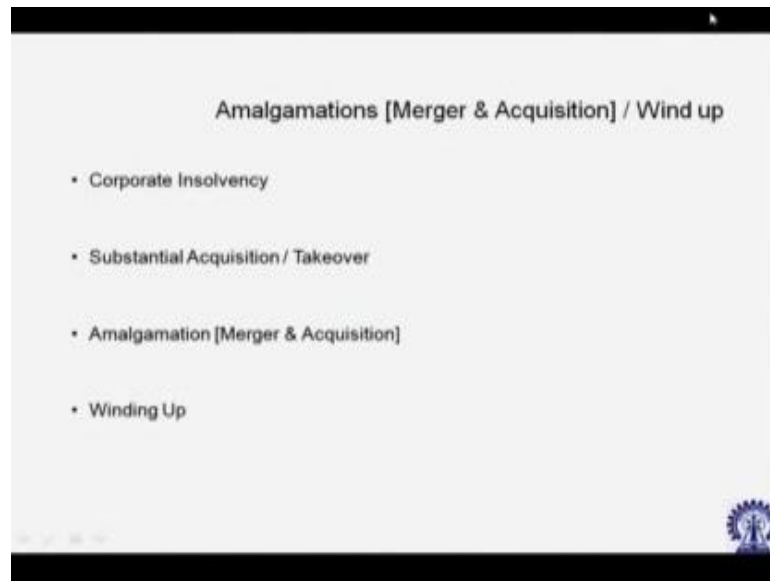 Amalgamations [Merger & Acquisition] / Wind up
• Corporate Insolvency
• Substantial Acquisition / Takeover
• Amalgamation [Merger & Acquisition]
• Winding Up